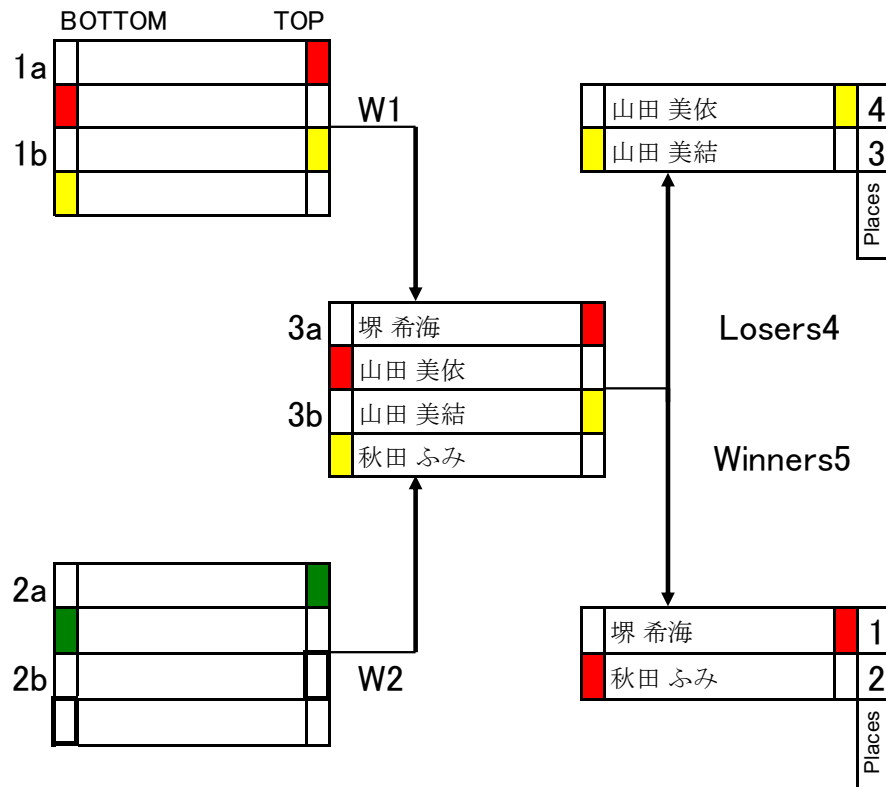 BOTTOM TOP
1a
W1
1b
山田 美依 4
山田 美結 3
Places
3a 堺 希海
山田 美依
3b 山田 美結
秋田 ふみ
Losers4
Winners5
2a
2b W2
堺 希海 1
秋田 ふみ 2
Places